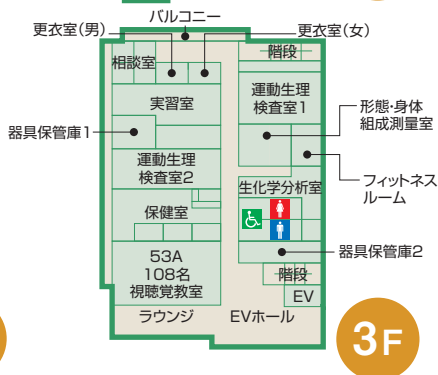 バルコニー
更衣室(男)
更衣室(女)
相談室
階段
実習室
運動生理
検査室1
形態・身体
組成測量室
器具保管庫1
運動生理
検査室2
フィットネス
ルーム
生化学分析室
保健室
器具保管庫2
53A
108名
視聴覚教室
階段
EV
ラウンジ
EVホール
3F